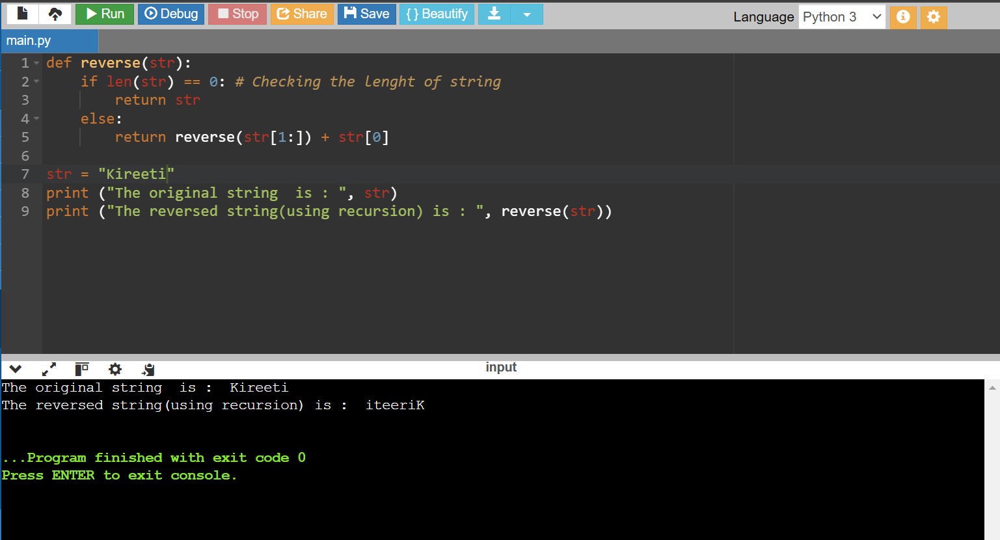 Run Debug Stop Share Save {} Beautify Language Python 3
main.py
1 def reverse(str):
2 if len(str) == 0: # Checking the lenght of string
3 return str
4 else:
5 return reverse(str[1:]) + str[0]
6
7 str = "Kireeti"
8 print ("The original string  is : ", str)
9 print ("The reversed string(using recursion) is : ", reverse(str))
input
The original string  is :  Kireeti
The reversed string(using recursion) is :  iteeriK
...Program finished with exit code 0
Press ENTER to exit console.